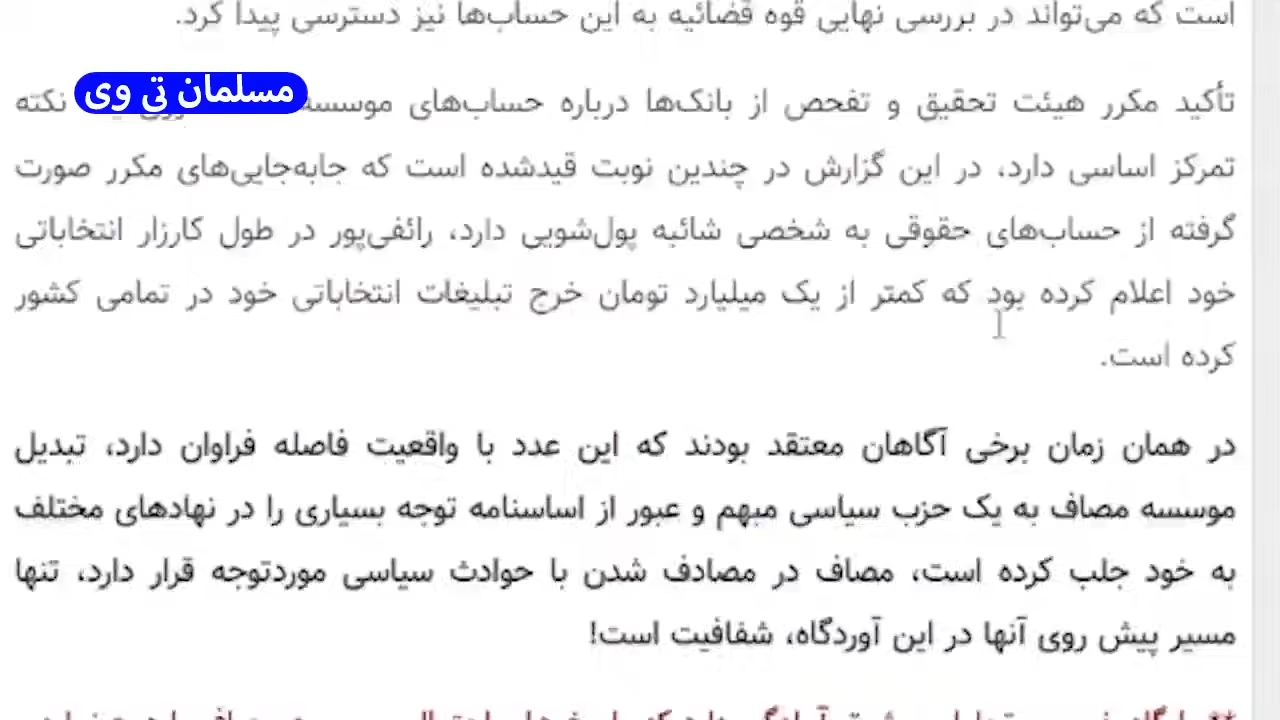 است که می‌تواند در بررسی نهایی قوه قضائیه به این حساب‌ها نیز دسترسی پیدا کرد.
مسلمان تی وی
تأکید مکرر هیئت تحقیق و تفحص از بانک‌ها درباره حساب‌های موسسه نکته
تمرکز اساسی دارد، در این گزارش در چندین نوبت قیدشده است که جابه‌جایی‌های مکرر صورت
گرفته از حساب‌های حقوقی به شخصی شائبه پول‌شویی دارد، رائفی‌پور در طول کارزار انتخاباتی
خود اعلام کرده بود که کمتر از یک میلیارد تومان خرج تبلیغات انتخاباتی خود در تمامی کشور
کرده است.
در همان زمان برخی آگاهان معتقد بودند که این عدد با واقعیت فاصله فراوان دارد، تبدیل
موسسه مصاف به یک حزب سیاسی مبهم و عبور از اساسنامه توجه بسیاری را در نهادهای مختلف
به خود جلب کرده است، مصاف در مصادف شدن با حوادث سیاسی موردتوجه قرار دارد، تنها
مسیر پیش روی آنها در این آوردگاه، شفافیت است!